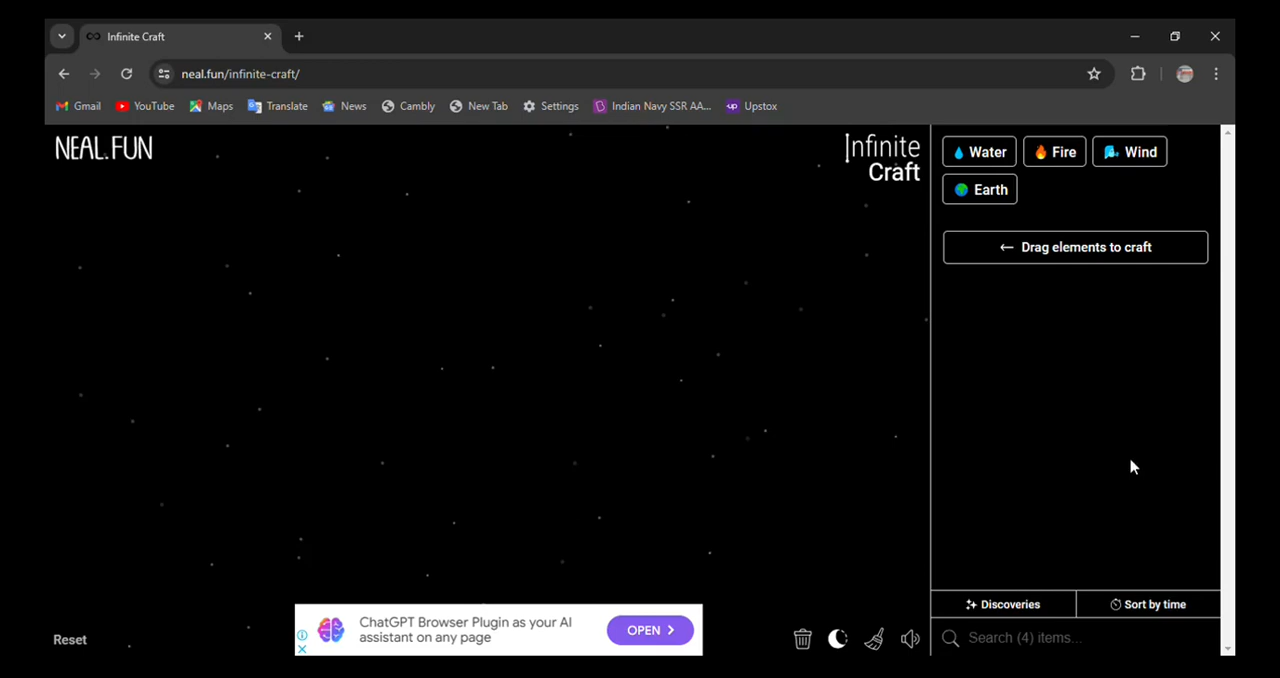 Infinite Craft
neal.fun/infinite-craft/
Gmail YouTube Maps Translate News Cambly New Tab Settings Indian Navy SSR AA... Upstox
NEAL.FUN
Infinite
Craft
Water Fire Wind
Earth
← Drag elements to craft
ChatGPT Browser Plugin as your AI
assistant on any page
OPEN
Reset
Discoveries Sort by time
Search (4) items...